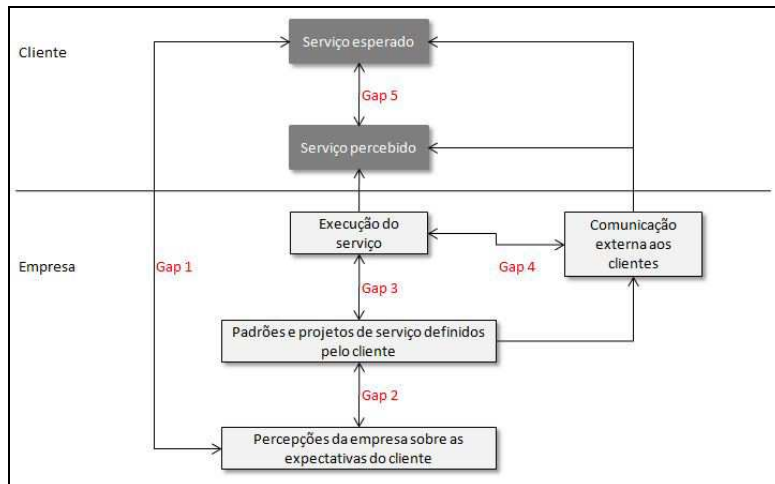 Cliente
Serviço esperado
Gap 5
Serviço percebido
Empresa
Gap 1
Execução do
serviço
Comunicação
externa aos
clientes
Gap 4
Gap 3
Padrões e projetos de serviço definidos
pelo cliente
Gap 2
Percepções da empresa sobre as
expectativas do cliente